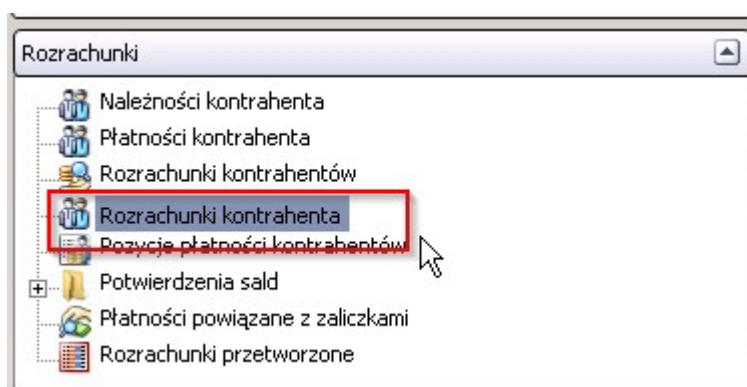 Rozrachunki
Należności kontrahenta
Płatności kontrahenta
Rozrachunki kontrahentów
Rozrachunki kontrahenta
Pozycje płatności kontrahentów
Potwierdzenia sald
Płatności powiązane z zaliczkami
Rozrachunki przetworzone